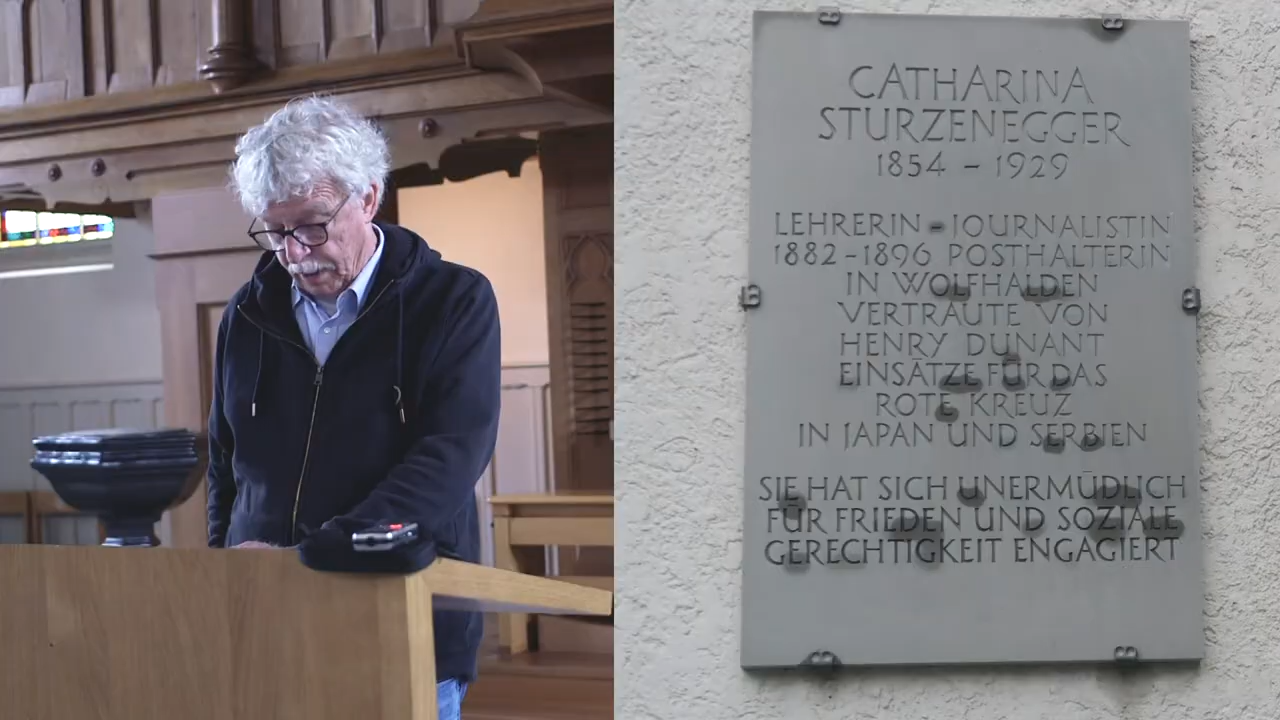 CATHARINA
STURZENEGGER
1854 – 1929
LEHRERIN - JOURNALISTIN
1882-1896 POSTHALTERIN
IN WOLFHALDEN
VERTRAUTE VON
HENRY DUNANT
EINSÄTZE FÜR DAS
ROTE KREUZ
IN JAPAN UND SERBIEN
SIE HAT SICH UNERMÜDLICH
FÜR FRIEDEN UND SOZIALE
GERECHTIGKEIT ENGAGIERT